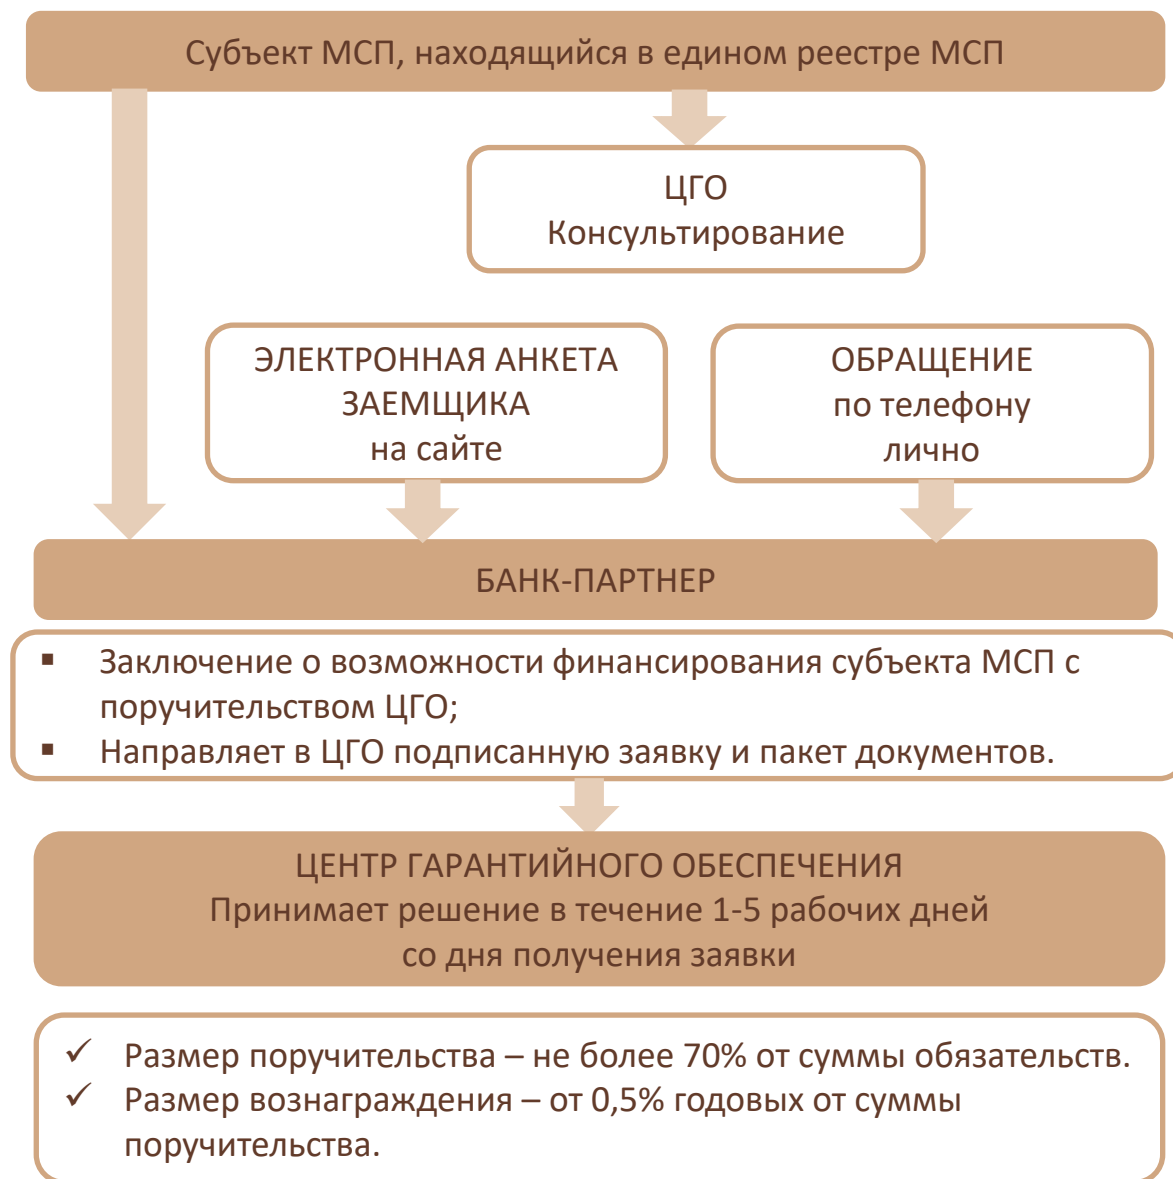 Субъект МСП, находящийся в едином реестре МСП
ЦГО
Консультирование
ЭЛЕКТРОННАЯ АНКЕТА
ЗАЕМЩИКА
на сайте
ОБРАЩЕНИЕ
по телефону
лично
БАНК-ПАРТНЕР
▪ Заключение о возможности финансирования субъекта МСП с
поручительством ЦГО;
▪ Направляет в ЦГО подписанную заявку и пакет документов.
ЦЕНТР ГАРАНТИЙНОГО ОБЕСПЕЧЕНИЯ
Принимает решение в течение 1-5 рабочих дней
со дня получения заявки
✓ Размер поручительства – не более 70% от суммы обязательств.
✓ Размер вознаграждения – от 0,5% годовых от суммы
поручительства.